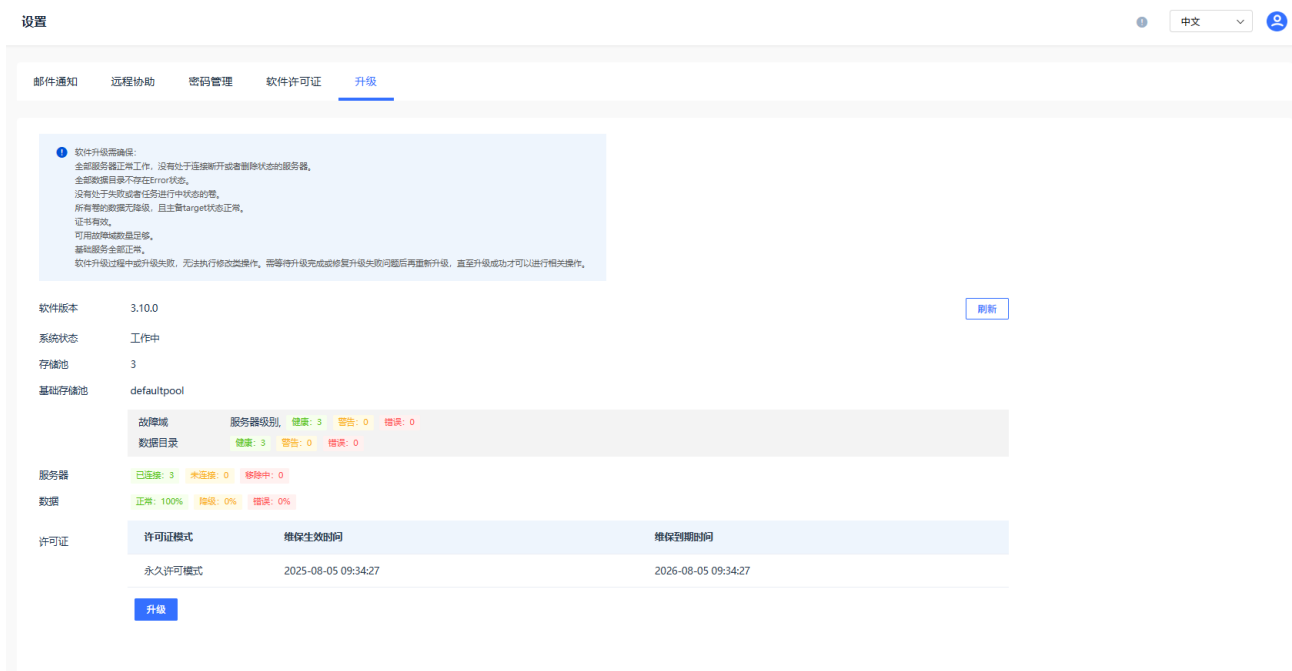 设置
中文
邮件通知 远程协助 密码管理 软件许可证 升级
软件升级需确保:
全部服务器正常工作，没有处于连接断开或者删除状态的服务器。
全部数据目录不存在Error状态。
没有处于失败或者任务进行中状态的卷。
所有卷的数据无降级，且主备target状态正常。
证书有效。
可用故障域数量足够。
基础服务全部正常。
软件升级过程中或升级失败，无法执行修改类操作。需等待升级完成或修复升级失败问题后再重新升级，直至升级成功才可以进行相关操作。
软件版本 3.10.0 刷新
系统状态 工作中
存储池 3
基础存储池 defaultpool
故障域 服务器级别, 健康: 3 警告: 0 错误: 0
数据目录 健康: 3 警告: 0 错误: 0
服务器 已连接: 3 未连接: 0 移除中: 0
数据 正常: 100% 降级: 0% 错误: 0%
许可证 许可证模式 维保生效时间 维保到期时间
永久许可模式 2025-08-05 09:34:27 2026-08-05 09:34:27
升级